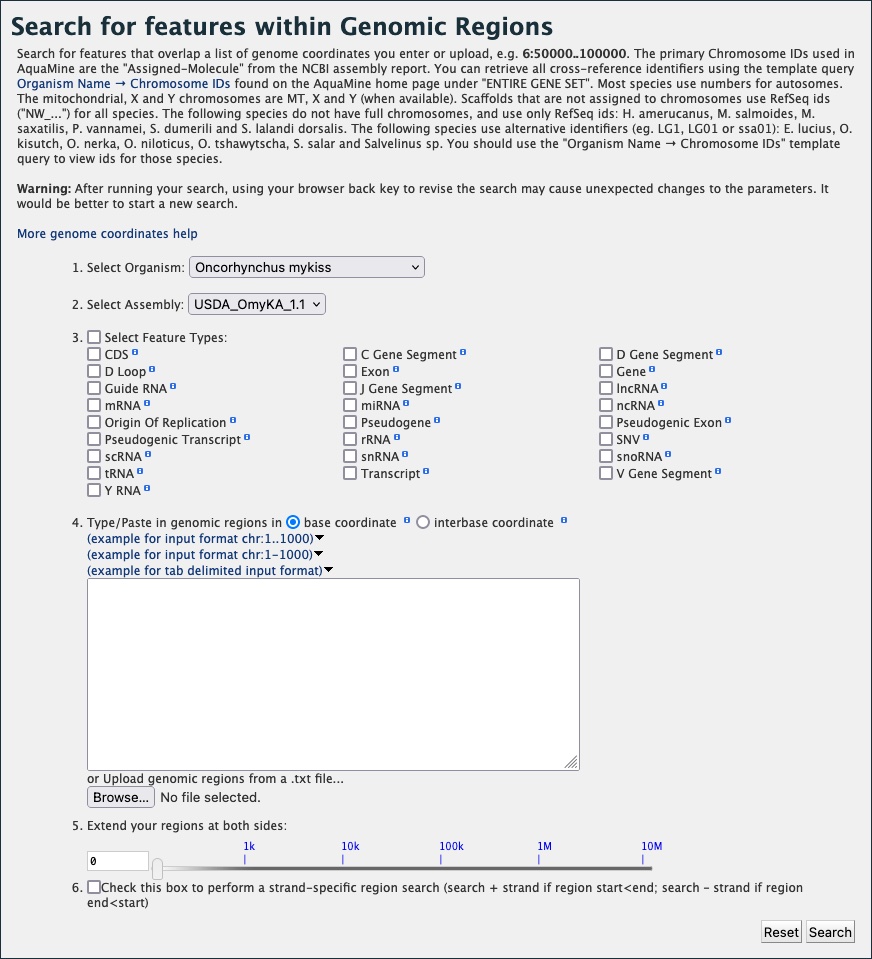 Search for features within Genomic Regions
Search for features that overlap a list of genome coordinates you enter or upload, e.g. 6:50000..100000. The primary Chromosome IDs used in
AquaMine are the "Assigned-Molecule" from the NCBI assembly report. You can retrieve all cross-reference identifiers using the template query
Organism Name → Chromosome IDs found on the AquaMine home page under "ENTIRE GENE SET". Most species use numbers for autosomes.
The mitochondrial, X and Y chromosomes are MT, X and Y (when available). Scaffolds that are not assigned to chromosomes use RefSeq ids
("NW_...") for all species. The following species do not have full chromosomes, and use only RefSeq ids: H. amerucanus, M. salmoides, M.
saxatilis, P. vannamei, S. dumerili and S. lalandi dorsalis. The following species use alternative identifiers (eg. LG1, LG01 or ssa01): E. lucius, O.
kisutch, O. nerka, O. niloticus, O. tshawytscha, S. salar and Salvelinus sp. You should use the "Organism Name → Chromosome IDs" template
query to view ids for those species.
Warning: After running your search, using your browser back key to revise the search may cause unexpected changes to the parameters. It
would be better to start a new search.
More genome coordinates help
1. Select Organism: Oncorhynchus mykiss
2. Select Assembly: USDA_OmyKA_1.1
3. Select Feature Types:
CDS C Gene Segment D Gene Segment
D Loop Exon Gene
Guide RNA J Gene Segment lncRNA
mRNA miRNA ncRNA
Origin Of Replication Pseudogene Pseudogenic Exon
Pseudogenic Transcript rRNA SNV
scRNA snRNA snoRNA
tRNA Transcript V Gene Segment
Y RNA
4. Type/Paste in genomic regions in base coordinate interbase coordinate
(example for input format chr:1..1000)
(example for input format chr:1-1000)
(example for tab delimited input format)
or Upload genomic regions from a .txt file...
Browse... No file selected.
5. Extend your regions at both sides:
1k 10k 100k 1M 10M
0
6. Check this box to perform a strand-specific region search (search + strand if region start<end; search - strand if region
end<start)
Reset Search